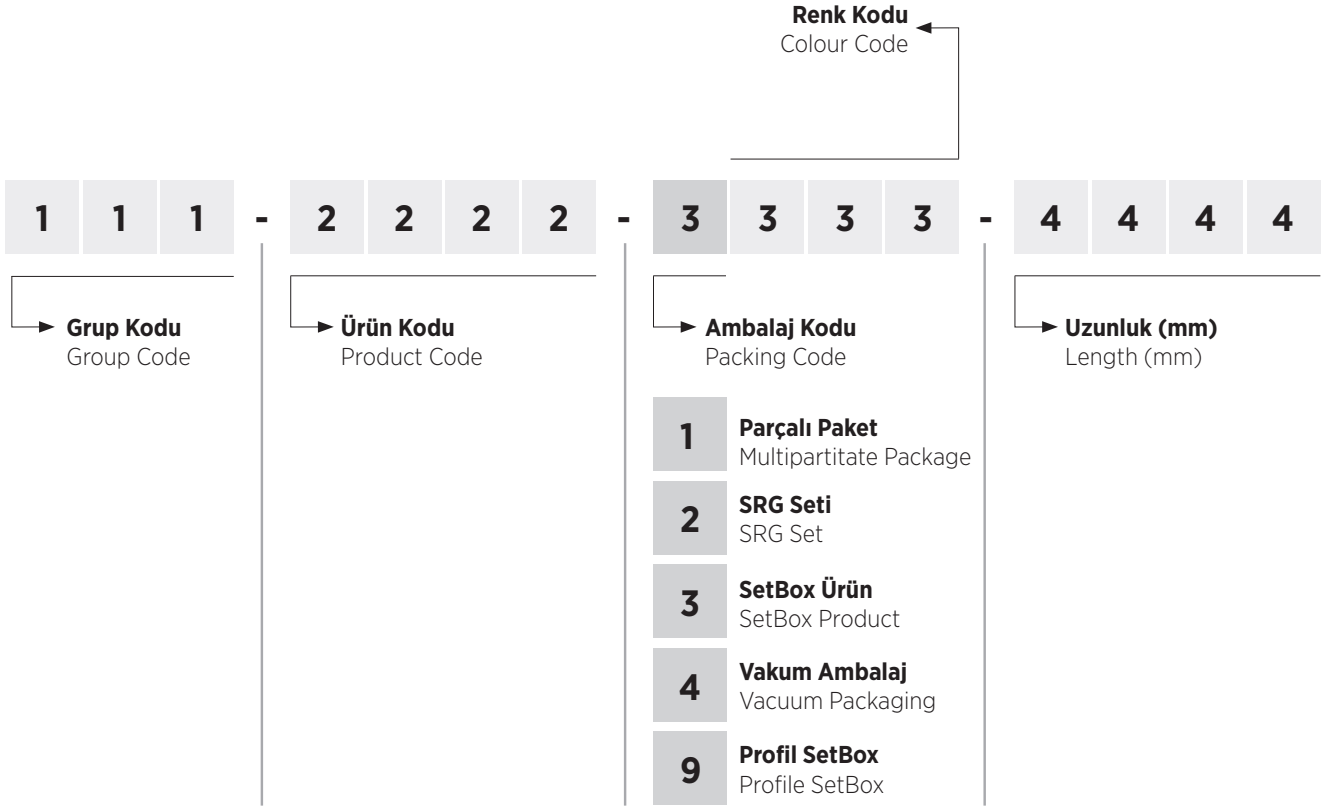 Renk Kodu
Colour Code
1 1 1 - 2 2 2 2 - 3 3 3 3 - 4 4 4 4
Grup Kodu
Group Code
Ürün Kodu
Product Code
Ambalaj Kodu
Packing Code
Uzunluk (mm)
Length (mm)
1
Parçalı Paket
Multipartitate Package
2
SRG Seti
SRG Set
3
SetBox Ürün
SetBox Product
4
Vakum Ambalaj
Vacuum Packaging
9
Profil SetBox
Profile SetBox